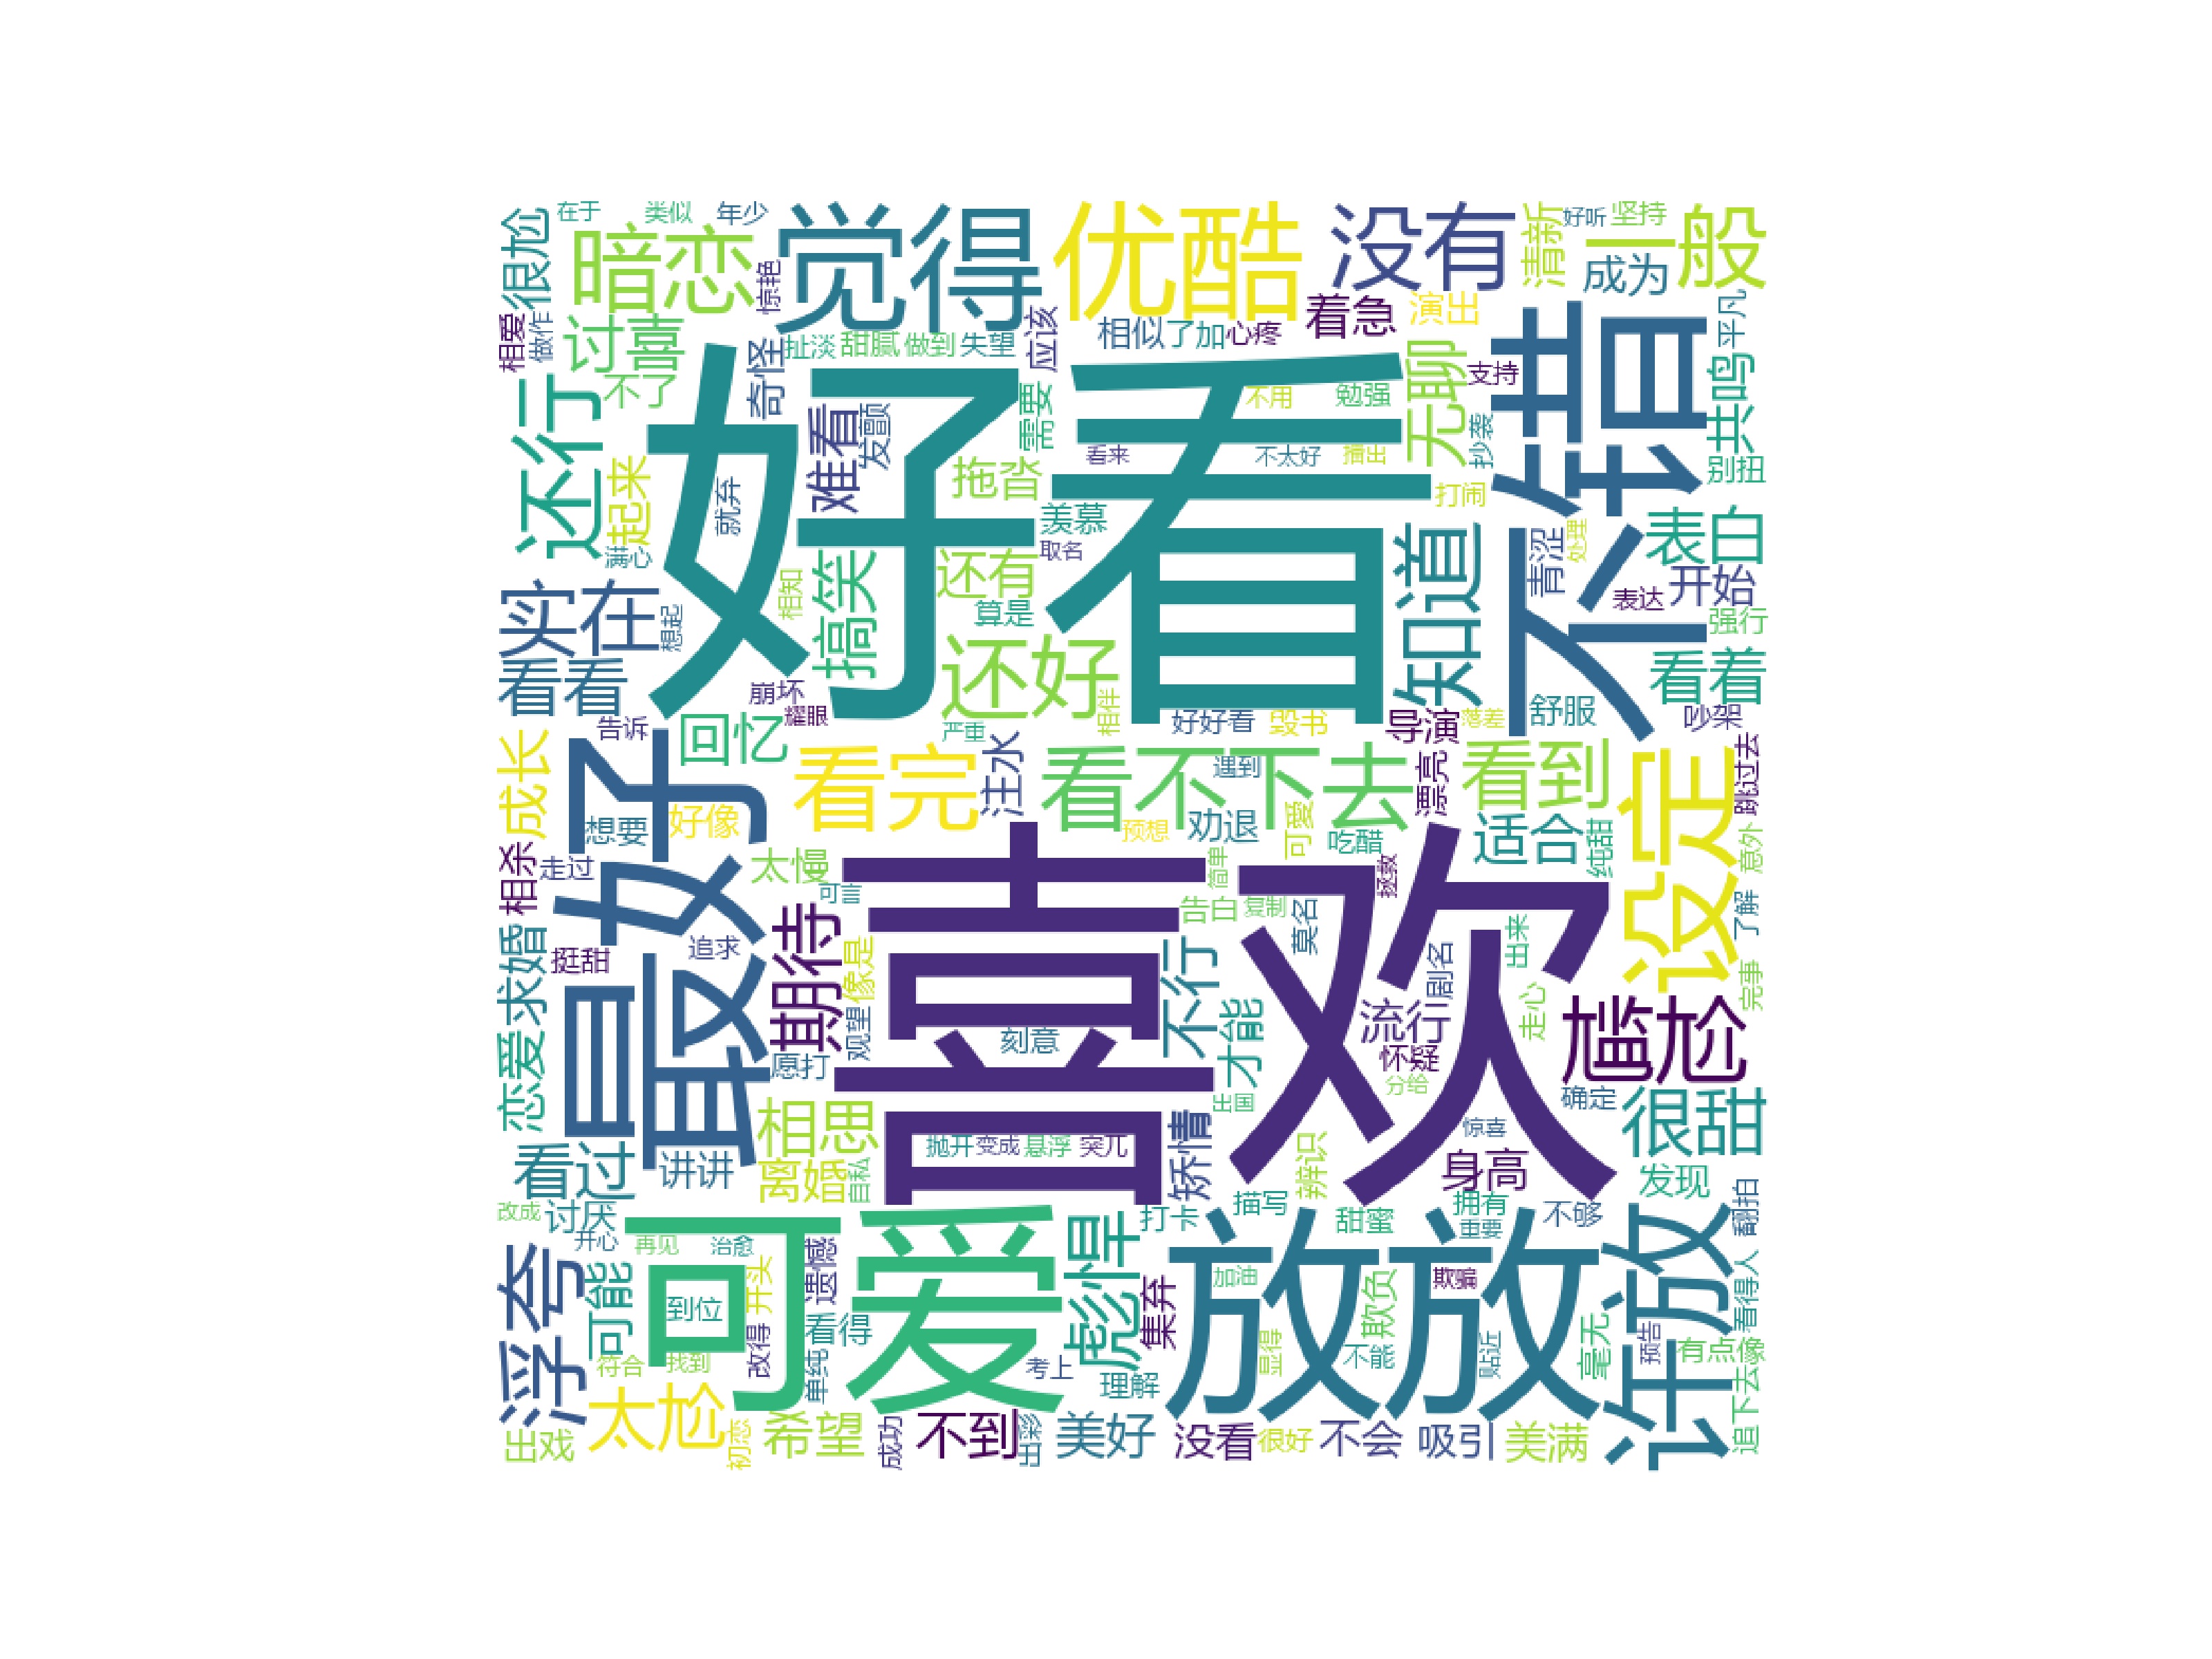 很尬
在于
类似
年少
暗恋
惊艳
觉得
优酷
没有
清新
好听
坚持
一般
成为
相爱
做作
讨喜
不了
扯淡
甜腻
做到
失望
应该
相似
了加
心疼
着急
演出
平凡
奇怪
好看
不错
无聊
支持
共鸣
还行
起来
难看
发颤
需要
不用
勉强
抄袭
打闹
别扭
就弃
拖沓
看来
不太好
羡慕
取名
知道
青涩
处理
表白
满心
搞笑
还有
相知
算是
表达
开始
强行
实在
想起
看看
还好
看着
崩坏
耀眼
告诉
回忆
严重
相伴
好好看
毁书
导演
落差
舒服
吵架
跳过去
成长
最好
想要
好像
看完
注水
看不下去
遇到
漂亮
看到
设定
预想
劝退
可愛
吃醋
适合
纯甜
意外
相杀
走过
太慢
可言
喜欢
简单
拯救
告白
复制
莫名
了解
恋爱
求婚
挺甜
追求
期待
像是
观望
刻意
不行
才能
流行
剧名
怀疑
出来
走心
完事
尴尬
愿打
出国
分给
确定
很甜
相思
抛开
变成
悬浮
突兀
矫情
辨识
惊喜
看过
讲讲
离婚
自私
身高
发现
改成
讨厌
开心
再见
治愈
可爱
彪悍
打卡
描写
甜蜜
拥有
重要
不够
翻拍
浮夸
可能
到位
开头
遗憾
放放
许放
加油
欺负
欺骗
看得人
改得
看得
集弃
显得
不能
贴近
毫无
预告
有点像
符合
找到
单纯
考上
理解
追下去
出戏
太尬
初恋
希望
成功
不到
出彩
美好
没看
很好
不会
吸引
美满